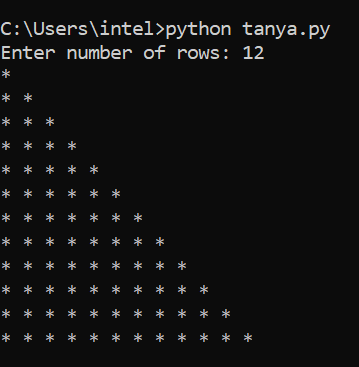 C:\Users\intel>python tanya.py
Enter number of rows: 12
*
* *
* * *
* * * *
* * * * *
* * * * * *
* * * * * * *
* * * * * * * *
* * * * * * * * *
* * * * * * * * * *
* * * * * * * * * * *
* * * * * * * * * * * *